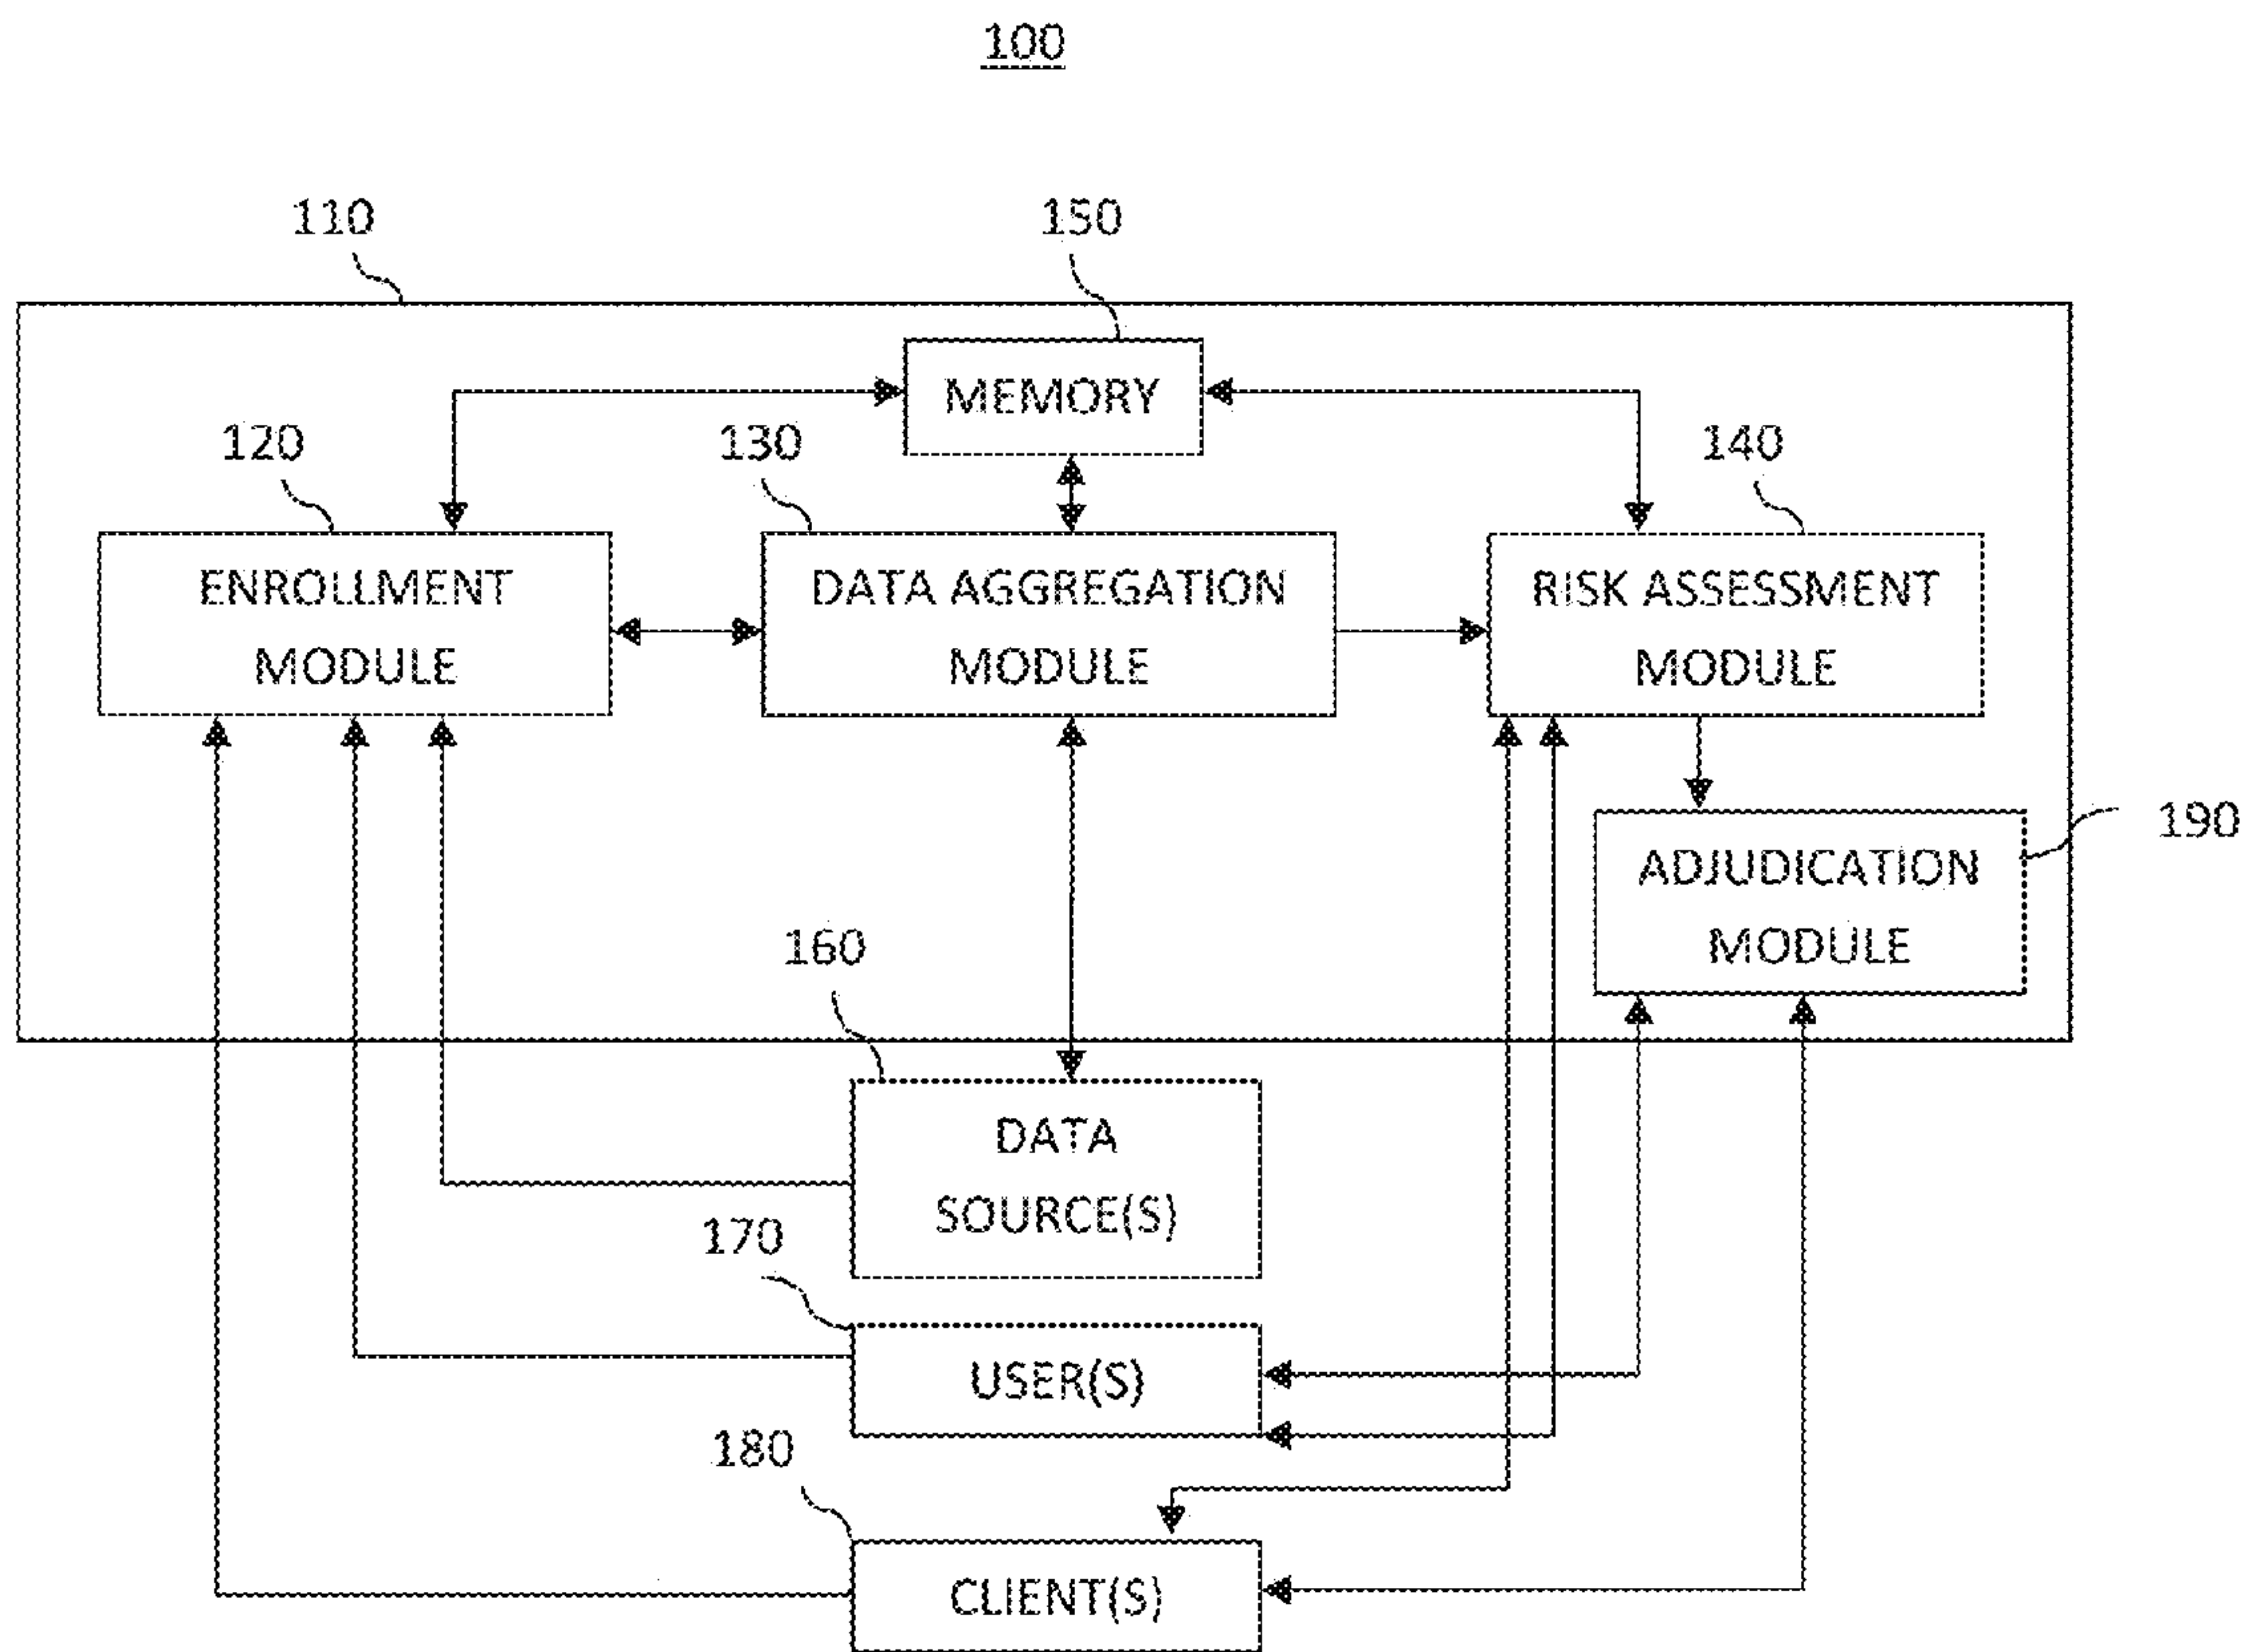 100
110
150
MEMORY
120
130
140
ENROLLMENT
MODULE
DATA AGGREGATION
MODULE
RISK ASSESSMENT
MODULE
190
ADJUDICATION
MODULE
160
DATA
SOURCE(S)
170
USER(S)
180
CLIENT(S)